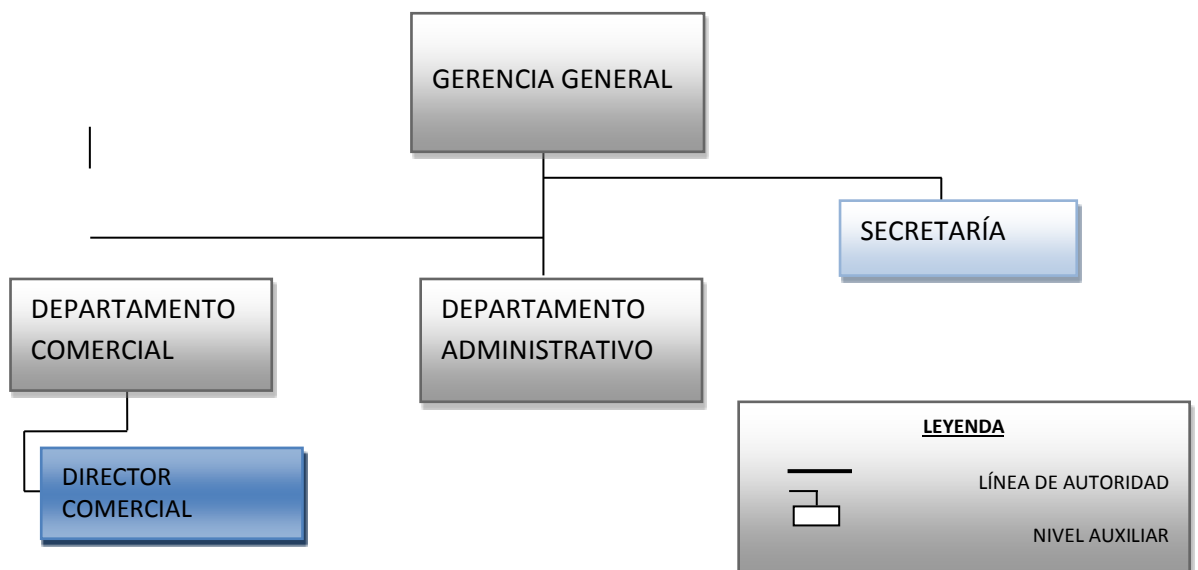 GERENCIA GENERAL
SECRETARÍA
DEPARTAMENTO
COMERCIAL
DEPARTAMENTO
ADMINISTRATIVO
DIRECTOR
COMERCIAL
LEYENDA
LÍNEA DE AUTORIDAD
NIVEL AUXILIAR